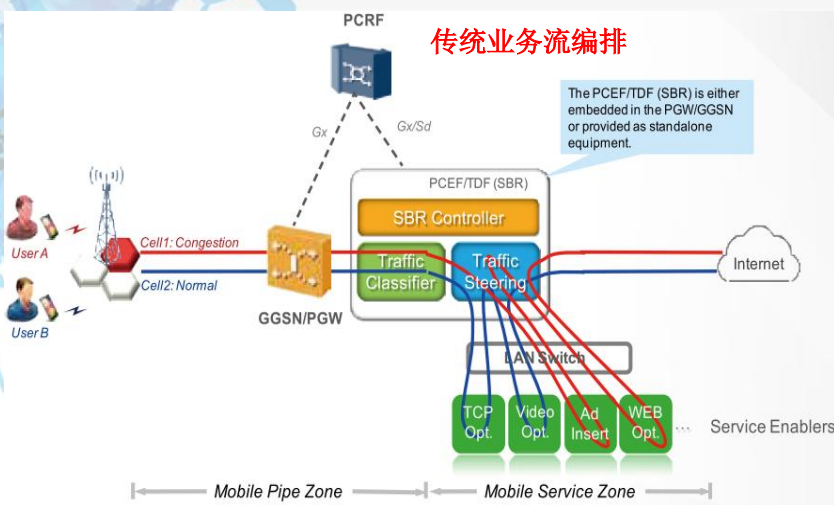 PCRF
传统业务流编排
The PCEF/TDF (SBR) is either
embedded in the PGW/GGSN
or provided as standalone
equipment.
Gx
Gx/Sd
PCEF/TDF (SBR)
SBR Controller
User A
Cell1: Congestion
Traffic
Classifier
Traffic
Steering
Internet
Cell2: Normal
User B
GGSN/PGW
LAN Switch
TCP
Opt.
Video
Opt.
Ad
Insert
WEB
Opt.
...
Service Enablers
Mobile Pipe Zone
Mobile Service Zone